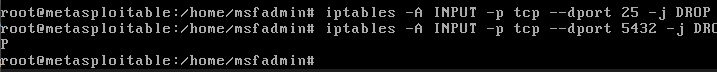 root@metasploitable:/home/msfadmin# iptables -A INPUT -p tcp --dport 25 -j DROP
root@metasploitable:/home/msfadmin# iptables -A INPUT -p tcp --dport 5432 -j DRO
P
root@metasploitable:/home/msfadmin#